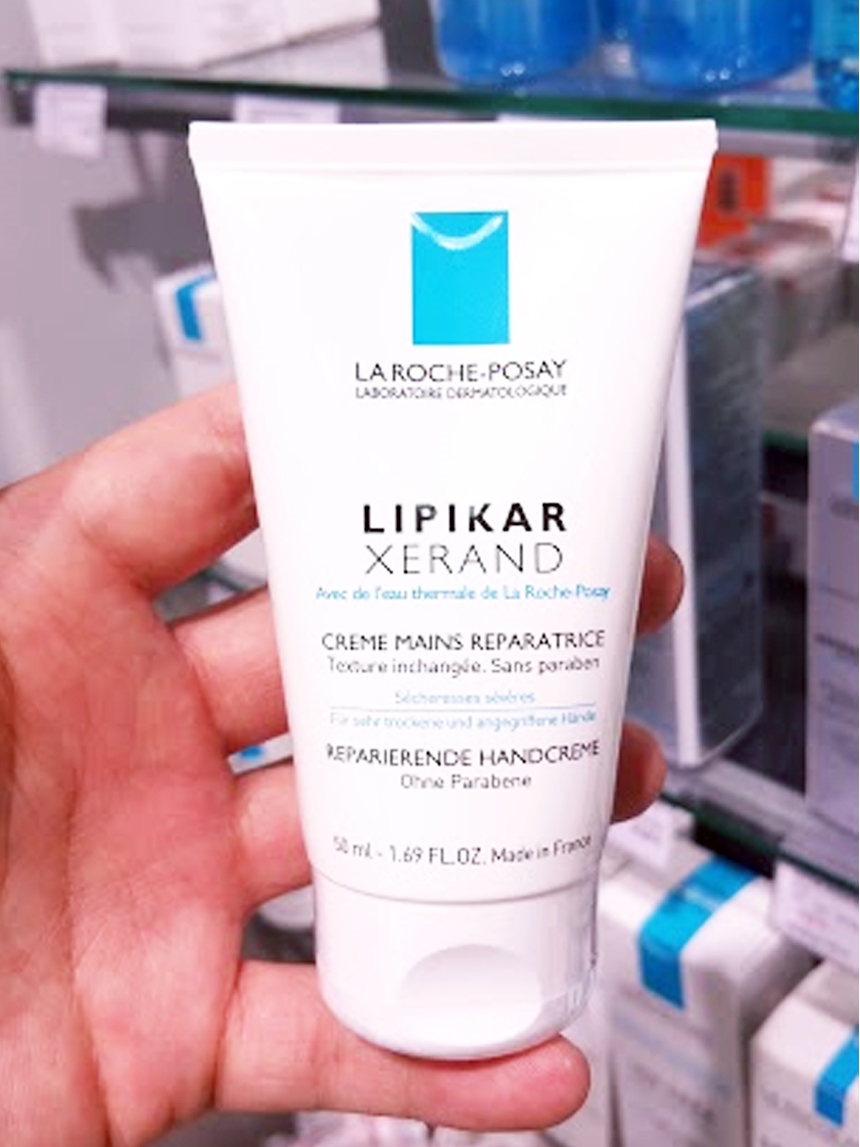 LA ROCHE-POSAY
LABORATOIRE DERMATOLOGIQUE
LIPIKAR
XERAND
Avec de l'eau thermale de La Roche-Posay
CREME MAINS REPARATRICE
Texture inchangée. Sans paraben
Sécheresses sévères
Für sehr trockene und angegriffene Hände
REPARIERENDE HANDCREME
Ohne Parabene
50 ml - 1.69 FL.OZ. Made in France